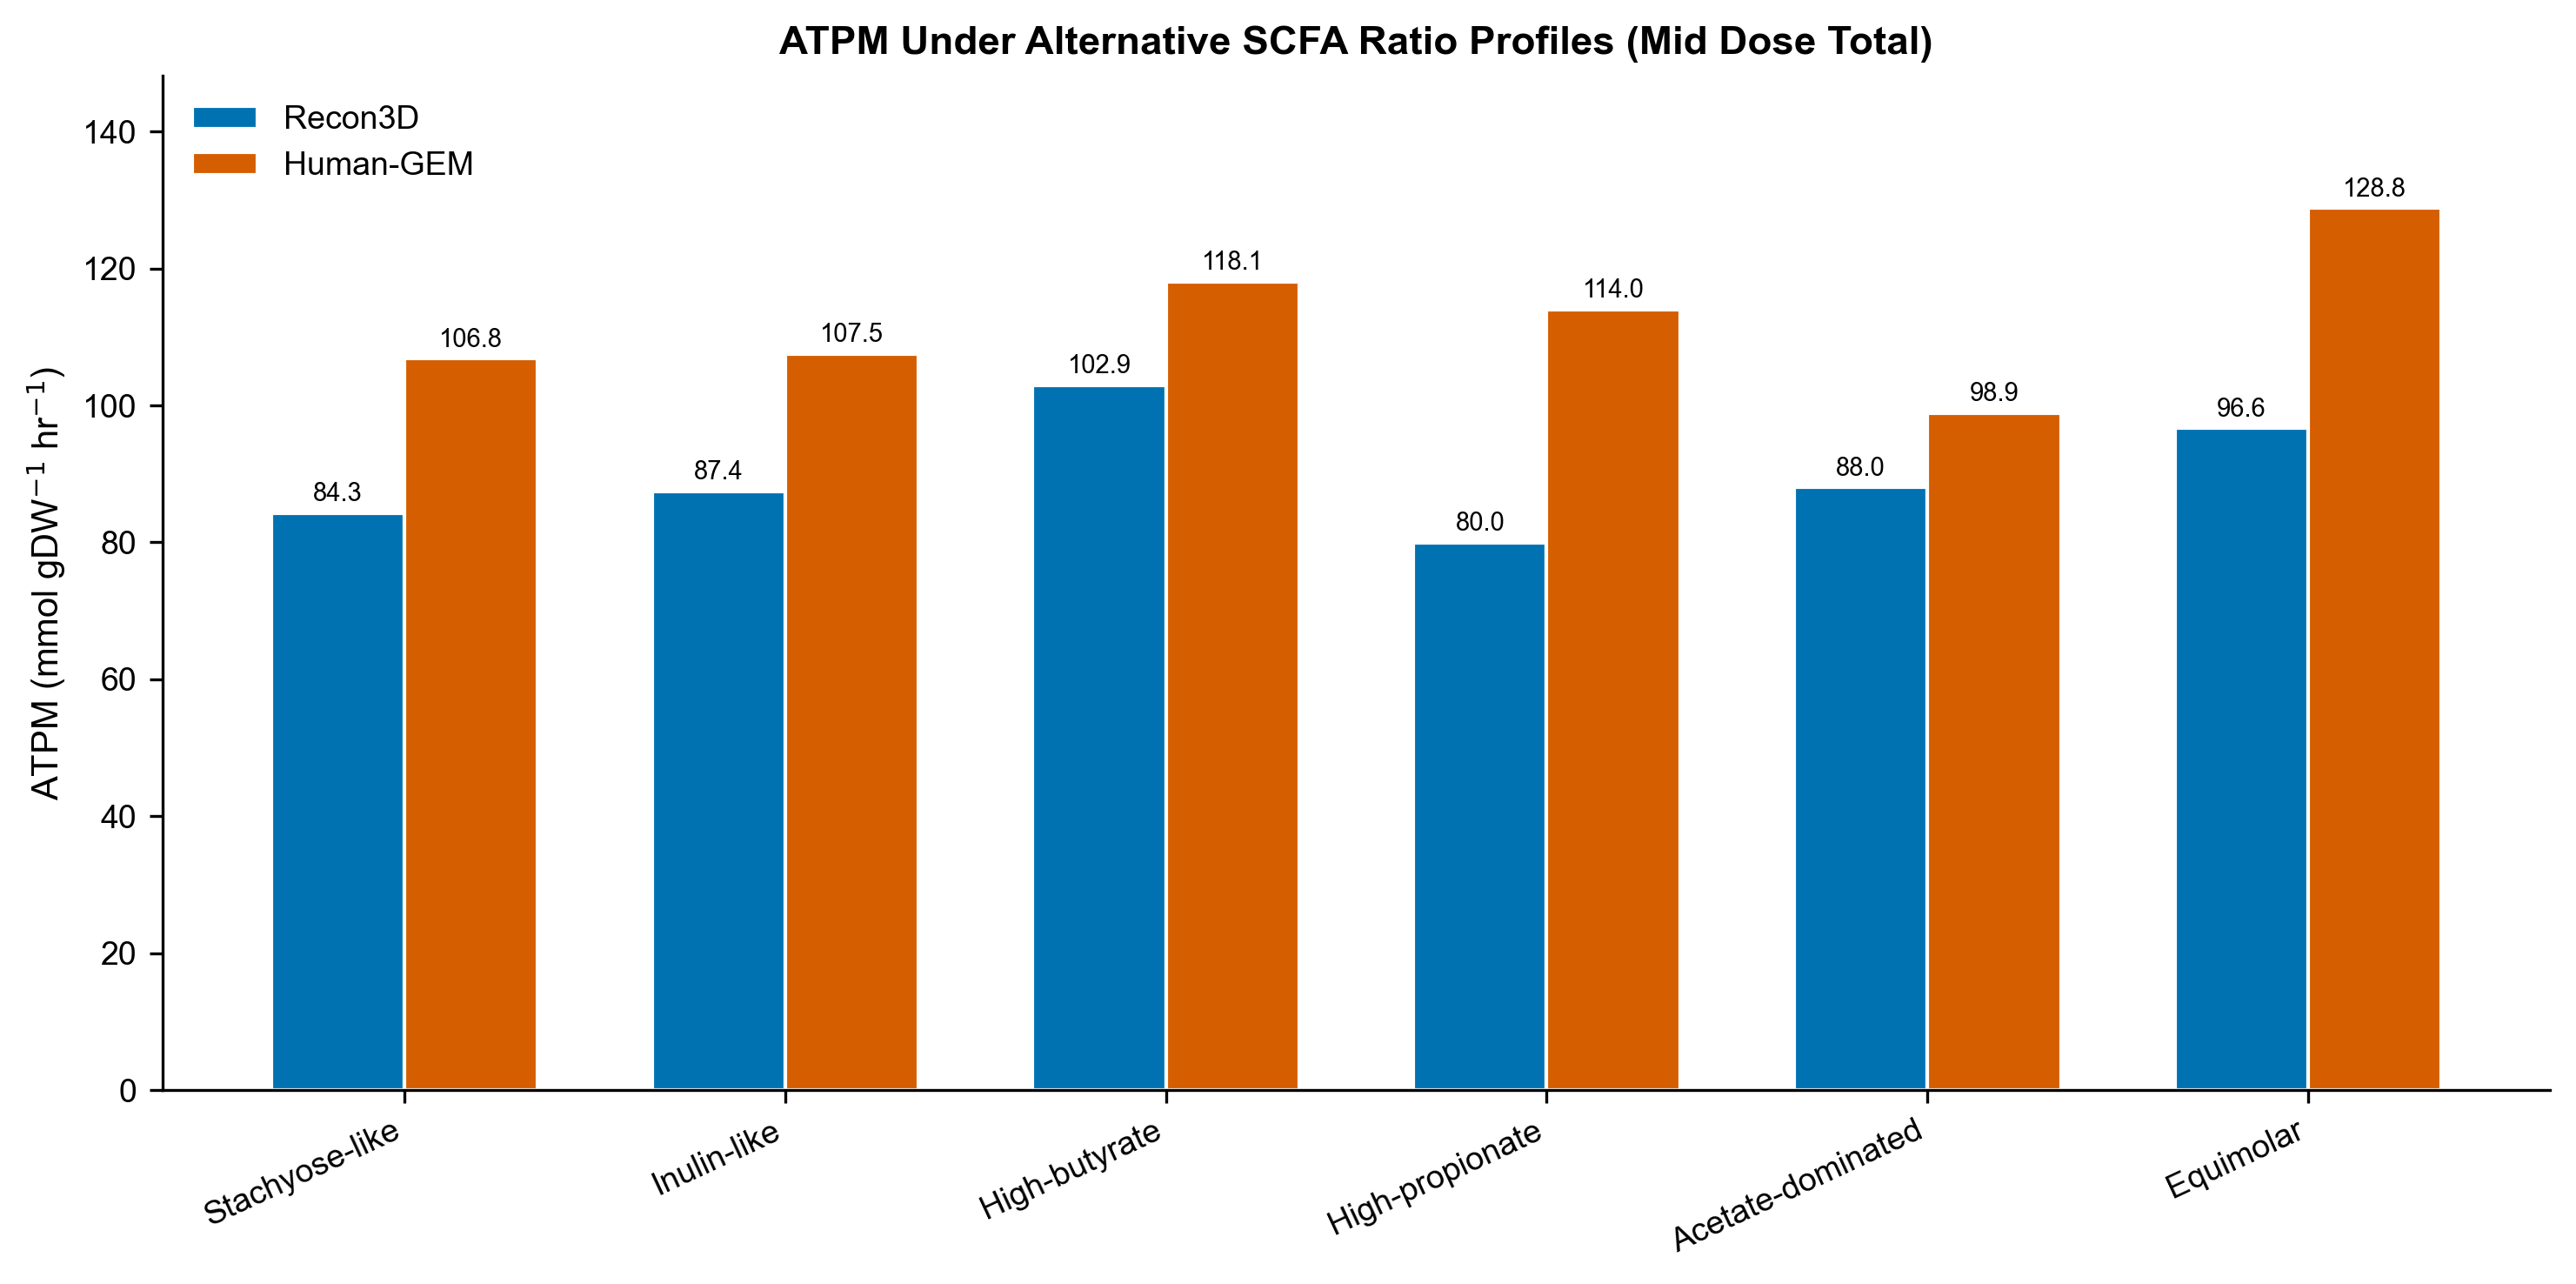 ATPM Under Alternative SCFA Ratio Profiles (Mid Dose Total)
Recon3D
Human-GEM
ATPM (mmol gDW⁻¹ hr⁻¹)
140
120
100
80
60
40
20
0
84.3
106.8
87.4
107.5
102.9
118.1
80.0
114.0
88.0
98.9
96.6
128.8
Stachyose-like
Inulin-like
High-butyrate
High-propionate
Acetate-dominated
Equimolar